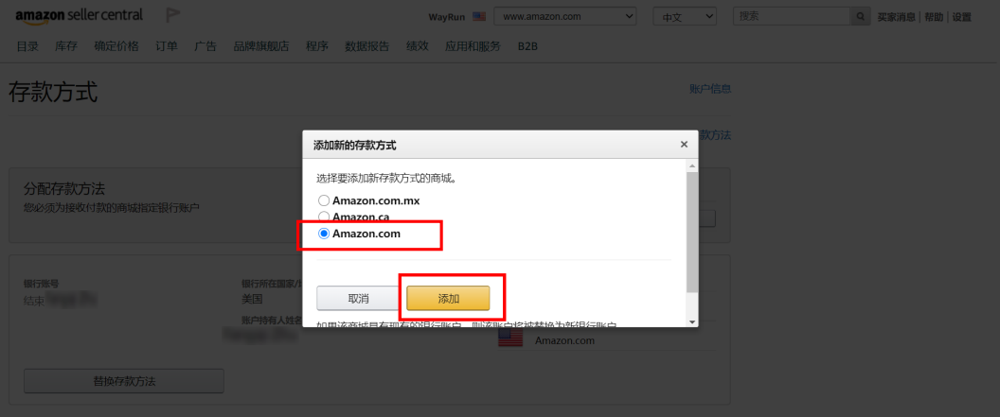 amazon seller central
WayRun www.amazon.com 中文 搜索 买家消息 | 帮助 | 设置
目录 库存 确定价格 订单 广告 品牌旗舰店 程序 数据报告 绩效 应用和服务 B2B
存款方式 账户信息
款方法
添加新的存款方式 ×
选择要添加新存款方式的商城。
Amazon.com.mx
Amazon.ca
Amazon.com
分配存款方法
您必须为接收付款的商城指定银行账户
取消 添加
如果该商城具有现有的银行账户，则该账户将被替换为新银行账户
银行账号 银行所在国家/
结束 美国
账户持有人姓名
Amazon.com
替换存款方法